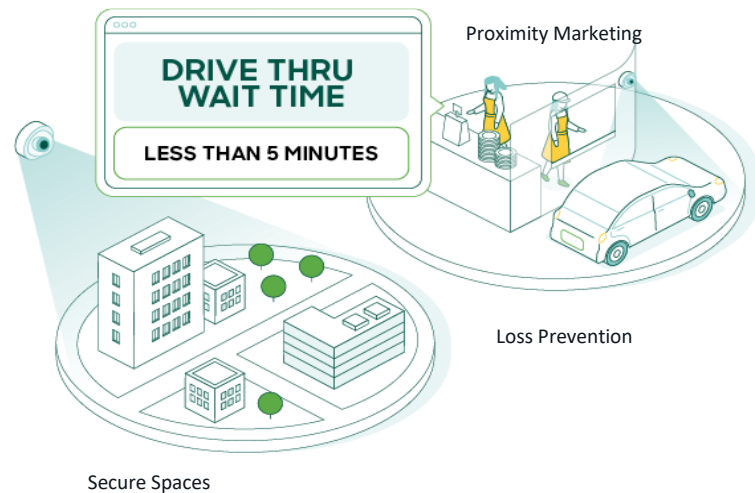 Proximity Marketing
DRIVE THRU
WAIT TIME
LESS THAN 5 MINUTES
Loss Prevention
Secure Spaces